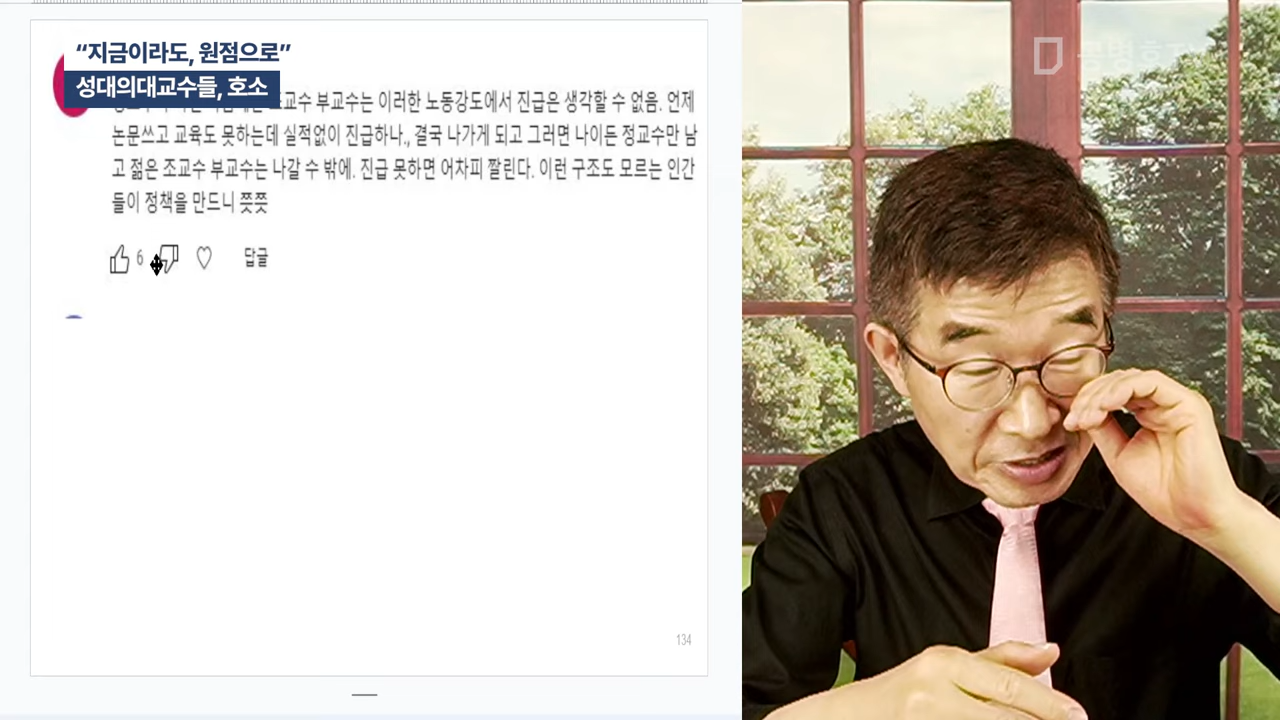 “지금이라도, 원점으로”
성대의대교수들, 호소
부교수는 이러한 노동강도에서 진급은 생각할 수 없음. 언제
논문쓰고 교육도 못하는데 실적없이 진급하나., 결국 나가게 되고 그러면 나이든 정교수만 남
고 젊은 조교수 부교수는 나갈 수 밖에. 진급 못하면 어차피 짤린다. 이런 구조도 모르는 인간
들이 정책을 만드니 쯧쯧
6
답글
134
공병호TV